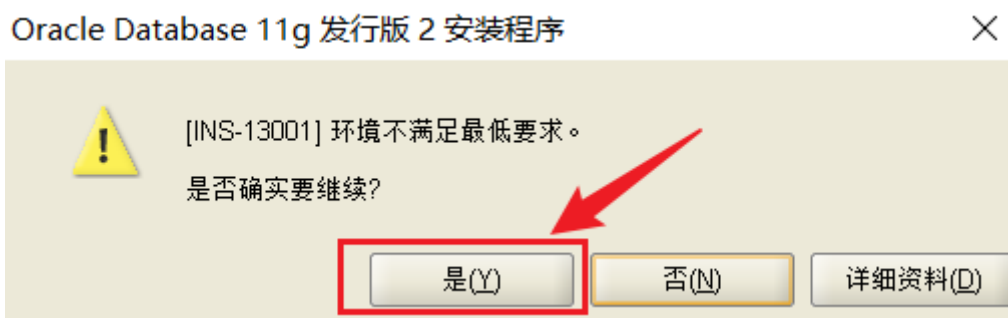 Oracle Database 11g 发行版 2 安装程序
[INS-13001] 环境不满足最低要求。
是否确实要继续?
是(Y) 否(N) 详细资料(D)